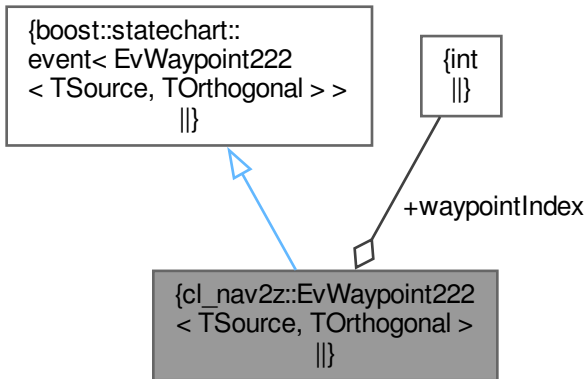 {boost::statechart::
event< EvWaypoint222
< TSource, TOrthogonal > >
||}
{int
||}
+waypointIndex
{cl_nav2z::EvWaypoint222
< TSource, TOrthogonal >
||}